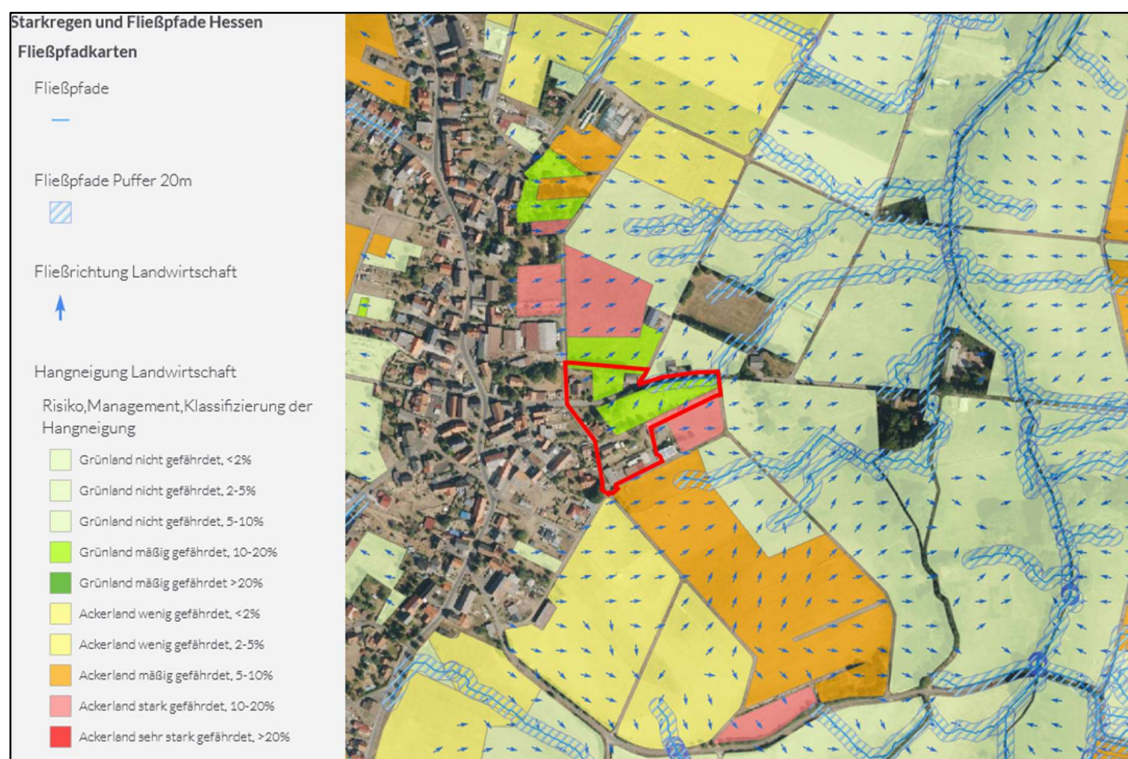 Starkregen und Fließpfade Hessen
Fließpfadkarten
Fließpfade
Fließpfade Puffer 20m
Fließrichtung Landwirtschaft
Hangneigung Landwirtschaft
Risiko,Management,Klassifizierung der
Hangneigung
Grünland nicht gefährdet, <2%
Grünland nicht gefährdet, 2-5%
Grünland nicht gefährdet, 5-10%
Grünland mäßig gefährdet, 10-20%
Grünland mäßig gefährdet >20%
Ackerland wenig gefährdet, <2%
Ackerland wenig gefährdet, 2-5%
Ackerland mäßig gefährdet, 5-10%
Ackerland stark gefährdet, 10-20%
Ackerland sehr stark gefährdet, >20%